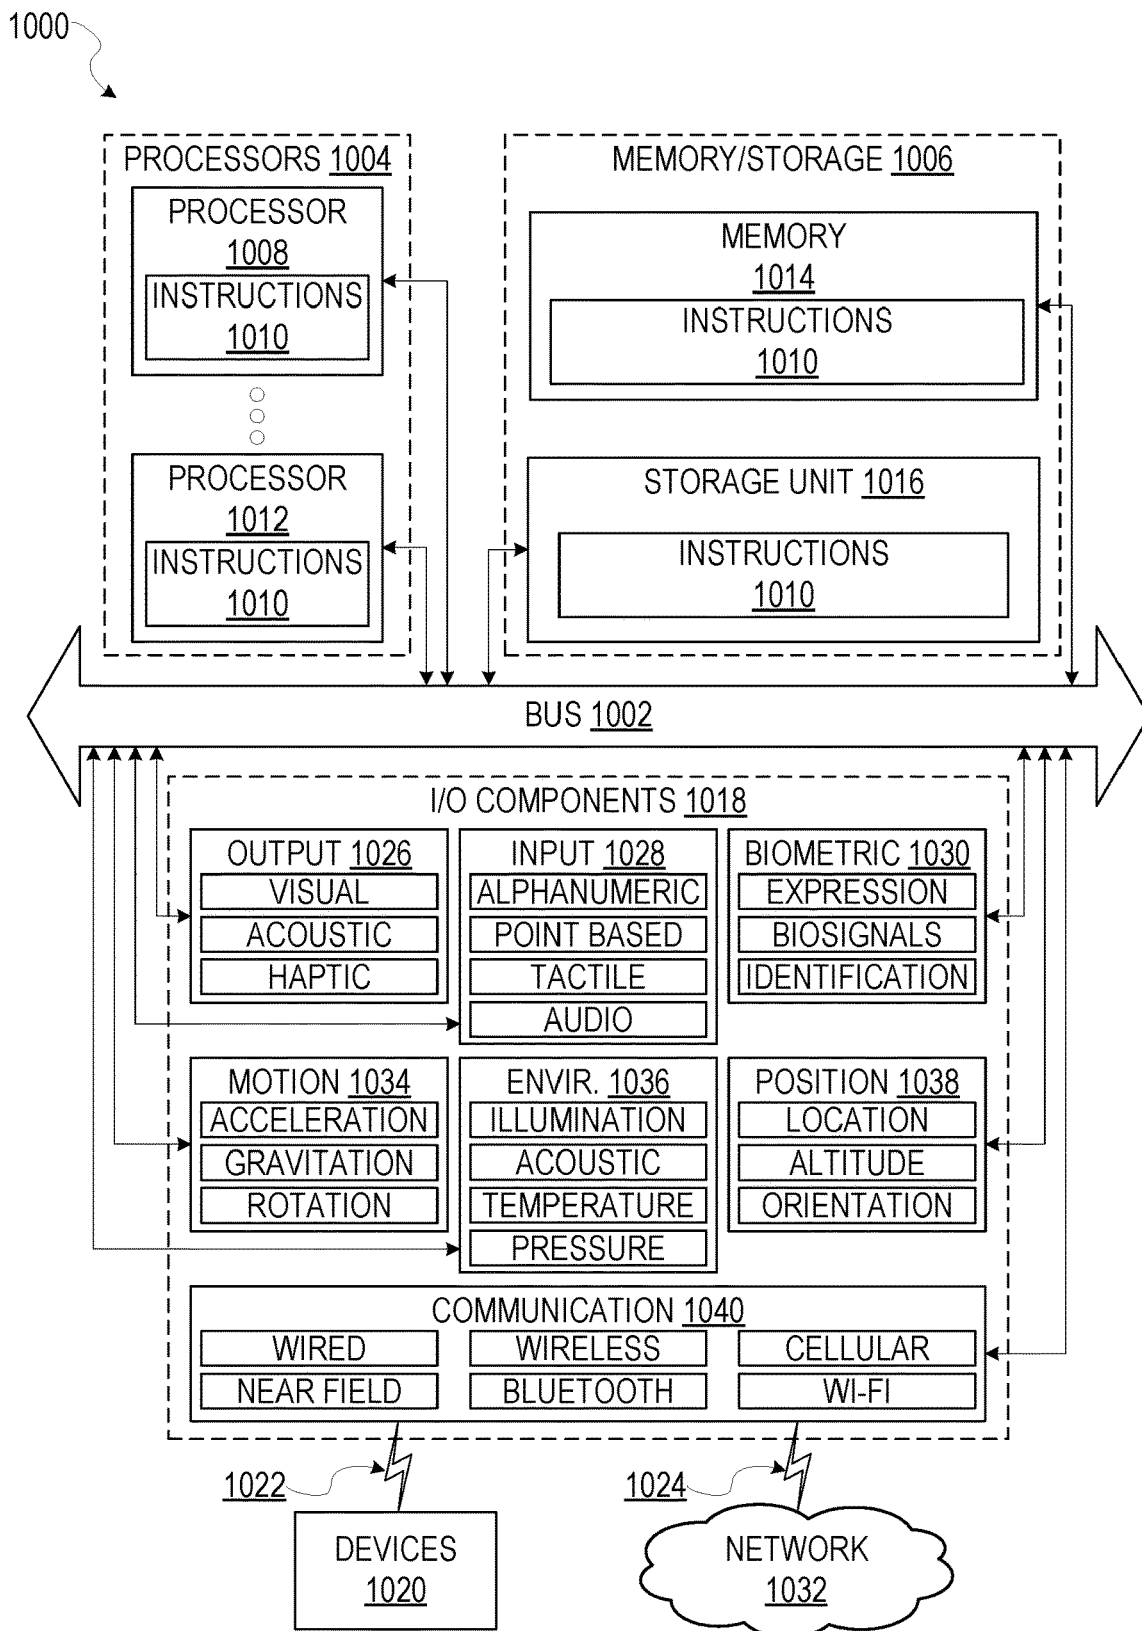 1000
PROCESSORS 1004
PROCESSOR
1008
INSTRUCTIONS
1010
PROCESSOR
1012
INSTRUCTIONS
1010
MEMORY/STORAGE 1006
MEMORY
1014
INSTRUCTIONS
1010
STORAGE UNIT 1016
INSTRUCTIONS
1010
BUS 1002
I/O COMPONENTS 1018
OUTPUT 1026
VISUAL
ACOUSTIC
HAPTIC
INPUT 1028
ALPHANUMERIC
POINT BASED
TACTILE
AUDIO
BIOMETRIC 1030
EXPRESSION
BIOSIGNALS
IDENTIFICATION
MOTION 1034
ACCELERATION
GRAVITATION
ROTATION
ENVIR. 1036
ILLUMINATION
ACOUSTIC
TEMPERATURE
PRESSURE
POSITION 1038
LOCATION
ALTITUDE
ORIENTATION
COMMUNICATION 1040
WIRED
WIRELESS
CELLULAR
NEAR FIELD
BLUETOOTH
WI-FI
1022
1024
DEVICES
1020
NETWORK
1032